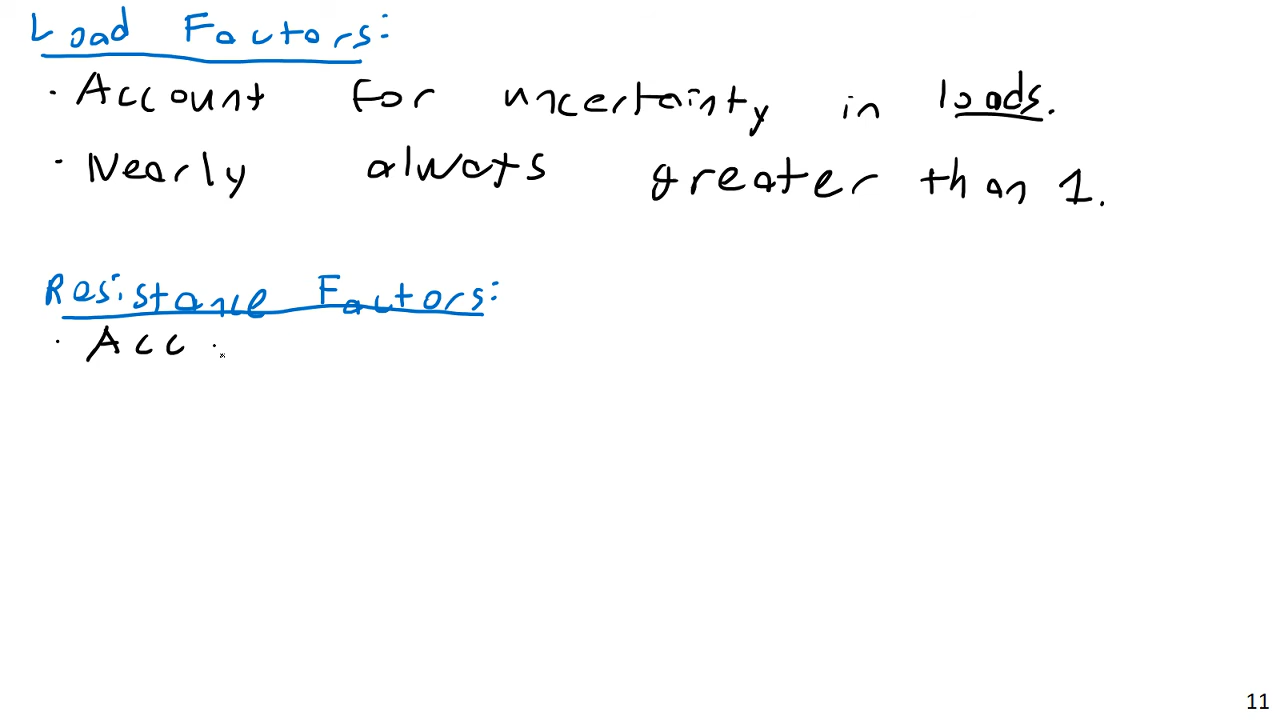 Load Factors:
· Account for uncertainty in loads.
· Nearly always greater than 1.
Resistance Factors:
· Acc
11